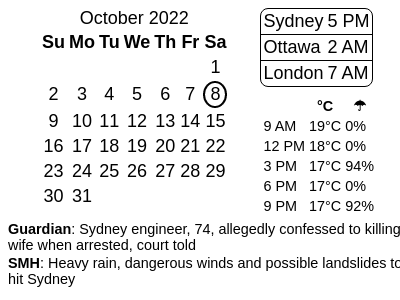 October 2022
Su Mo Tu We Th Fr Sa
1
2 3 4 5 6 7 8
9 10 11 12 13 14 15
16 17 18 19 20 21 22
23 24 25 26 27 28 29
30 31
Sydney 5 PM
Ottawa 2 AM
London 7 AM
°C ☂
9 AM 19°C 0%
12 PM 18°C 0%
3 PM 17°C 94%
6 PM 17°C 0%
9 PM 17°C 92%
Guardian: Sydney engineer, 74, allegedly confessed to killing
wife when arrested, court told
SMH: Heavy rain, dangerous winds and possible landslides to
hit Sydney